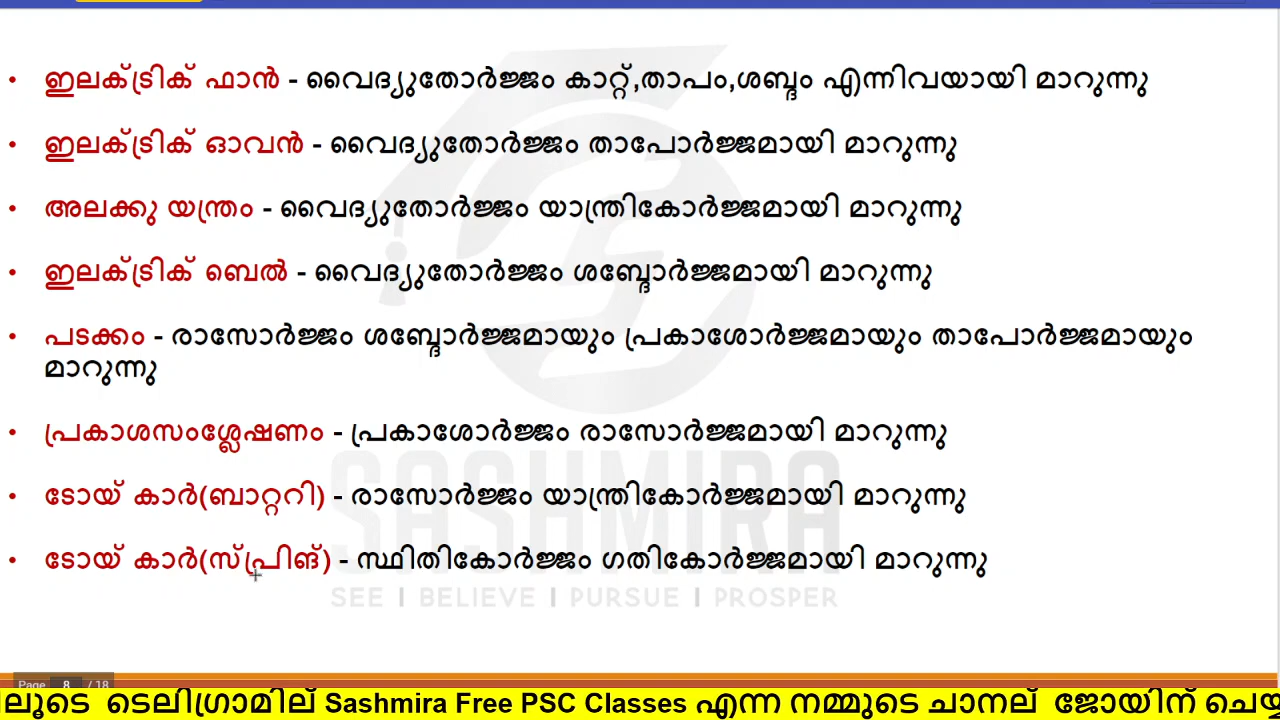 • ഇലക്ട്രിക് ഫാൻ - വൈദ്യുതോർജ്ജം കാറ്റ്,താപം,ശബ്ദം എന്നിവയായി മാറുന്നു
• ഇലക്ട്രിക് ഓവൻ - വൈദ്യുതോർജ്ജം താപോർജ്ജമായി മാറുന്നു
• അലക്കു യന്ത്രം - വൈദ്യുതോർജ്ജം യാന്ത്രികോർജ്ജമായി മാറുന്നു
• ഇലക്ട്രിക് ബെൽ - വൈദ്യുതോർജ്ജം ശബ്ദോർജ്ജമായി മാറുന്നു
• പടക്കം - രാസോർജ്ജം ശബ്ദോർജ്ജമായും പ്രകാശോർജ്ജമായും താപോർജ്ജമായും
മാറുന്നു
• പ്രകാശസംശ്ലേഷണം - പ്രകാശോർജ്ജം രാസോർജ്ജമായി മാറുന്നു
• ടോയ് കാർ(ബാറ്ററി) - രാസോർജ്ജം യാന്ത്രികോർജ്ജമായി മാറുന്നു
• ടോയ് കാർ(സ്പ്രിങ്) - സ്ഥിതികോർജ്ജം ഗതികോർജ്ജമായി മാറുന്നു
SASHMIRA
SEE | BELIEVE | PURSUE | PROSPER
Page 8 / 18
ലൂടെ ടെലിഗ്രാമില് Sashmira Free PSC Classes എന്ന നമ്മുടെ ചാനല് ജോയിന്